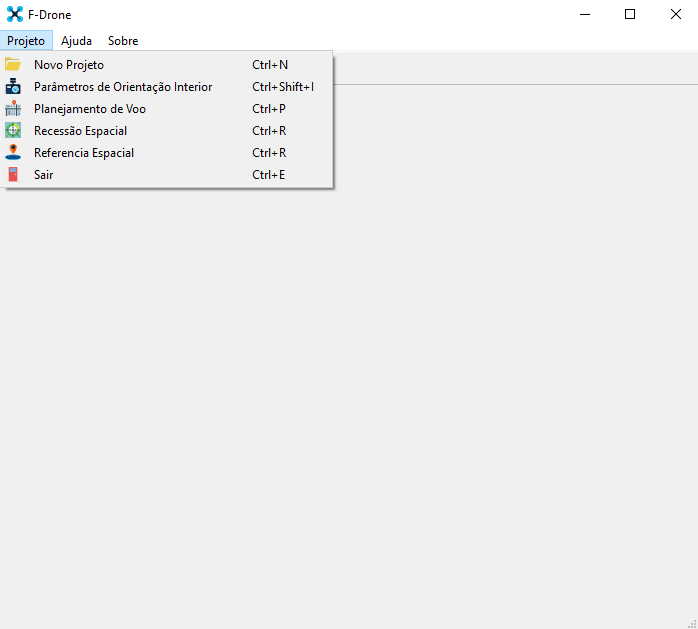 F-Drone
Projeto Ajuda Sobre
Novo Projeto Ctrl+N
Parâmetros de Orientação Interior Ctrl+Shift+I
Planejamento de Voo Ctrl+P
Recessão Espacial Ctrl+R
Referencia Espacial Ctrl+R
Sair Ctrl+E